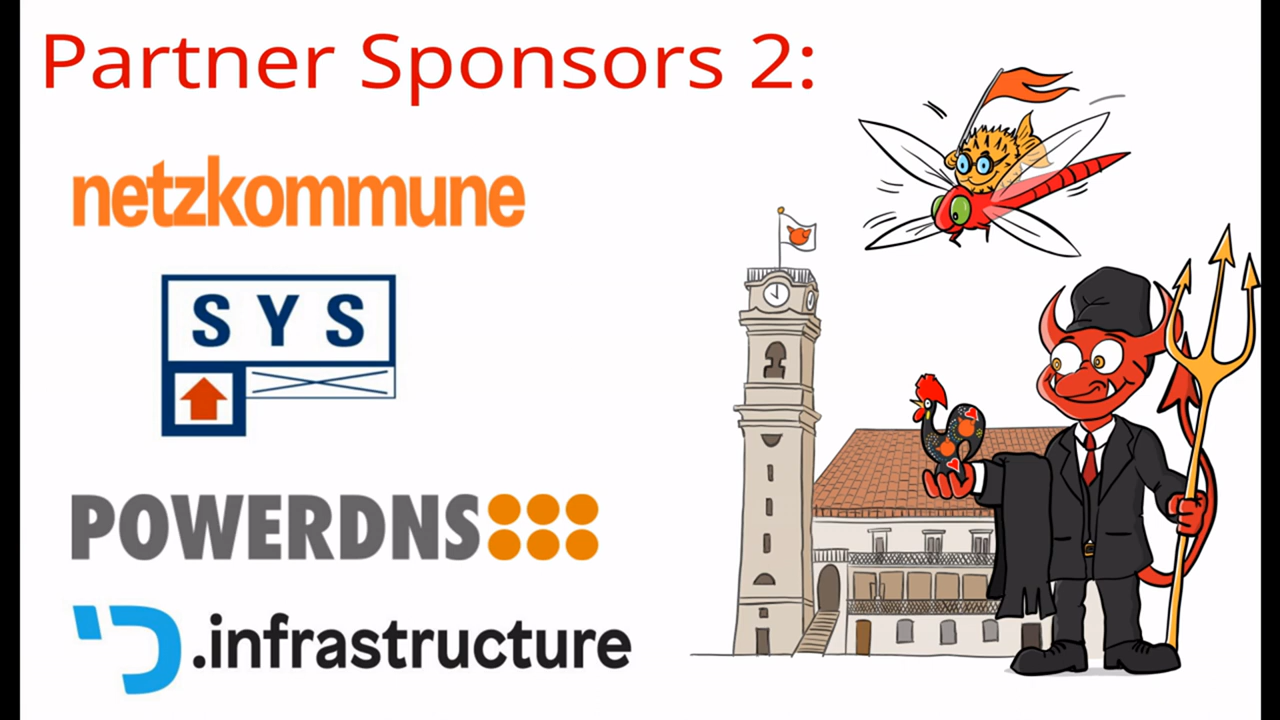 Partner Sponsors 2:
netzkommune
SYS
POWERDNS
.infrastructure